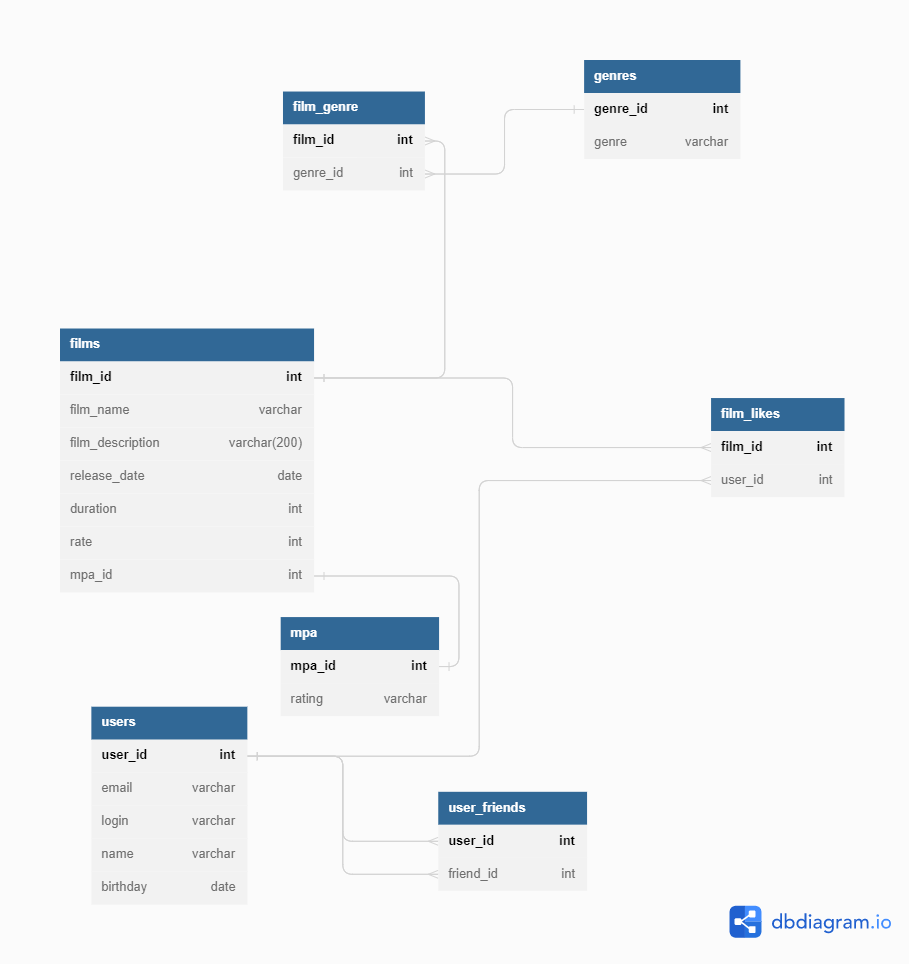 genres
genre_id int
genre varchar
film_genre
film_id int
genre_id int
films
film_id int
film_name varchar
film_description varchar(200)
release_date date
duration int
rate int
mpa_id int
film_likes
film_id int
user_id int
mpa
mpa_id int
rating varchar
users
user_id int
email varchar
login varchar
name varchar
birthday date
user_friends
user_id int
friend_id int
dbdiagram.io